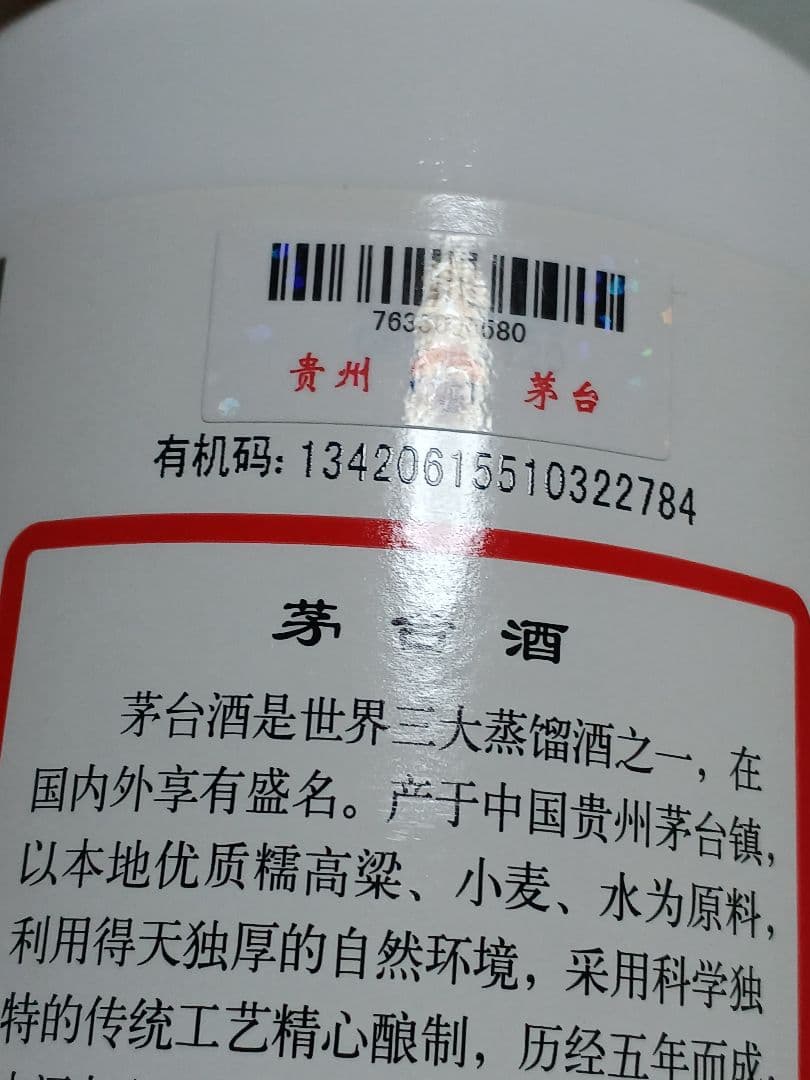 贵州 茅台
有机码：13420615510322784
茅台酒
茅台酒是世界三大蒸馏酒之一，在
国内外享有盛名。产于中国贵州茅台镇，
以本地优质糯高粱、小麦、水为原料，
利用得天独厚的自然环境，采用科学独
特的传统工艺精心酿制，历经五年而成，